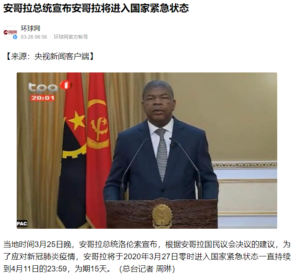 安哥拉总统宣布安哥拉将进入国家紧急状态
环球网
03-26 06:56
环球网官方帐号
【来源：央视新闻客户端】
20:01
当地时间3月25日晚，安哥拉总统洛伦索宣布，根据安哥拉国民议会决议的建议，为
了应对新冠肺炎疫情，安哥拉将于2020年3月27日零时进入国家紧急状态一直持续
到4月11日的23:59，为期15天。（总台记者 周琳）